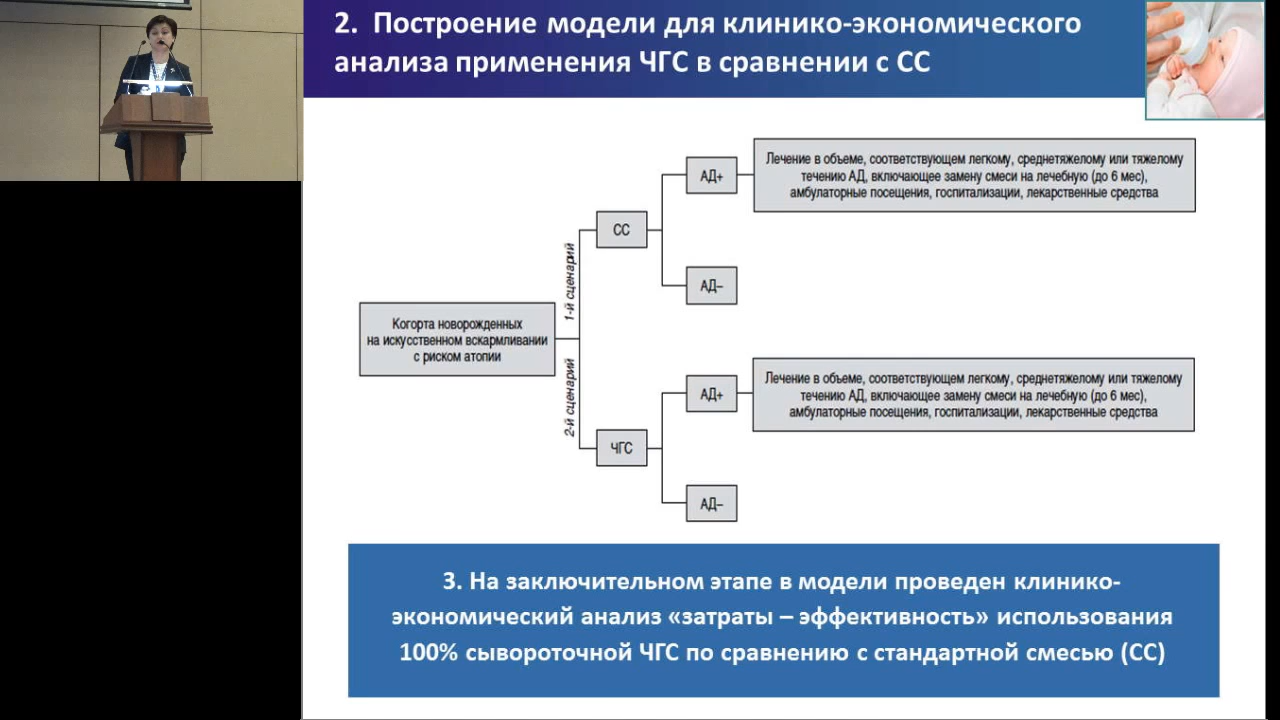 2. Построение модели для клинико-экономического
анализа применения ЧГС в сравнении с СС
Лечение в объеме, соответствующем легкому, среднетяжелому или тяжелому
течению АД, включающее замену смеси на лечебную (до 6 мес),
амбулаторные посещения, госпитализации, лекарственные средства
АД+
СС
1-й сценарий
АД–
Когорта новорожденных
на искусственном вскармливании
с риском атопии
2-й сценарий
Лечение в объеме, соответствующем легкому, среднетяжелому или тяжелому
течению АД, включающее замену смеси на лечебную (до 6 мес),
амбулаторные посещения, госпитализации, лекарственные средства
АД+
ЧГС
АД–
3. На заключительном этапе в модели проведен клинико-
экономический анализ «затраты – эффективность» использования
100% сывороточной ЧГС по сравнению с стандартной смесью (СС)